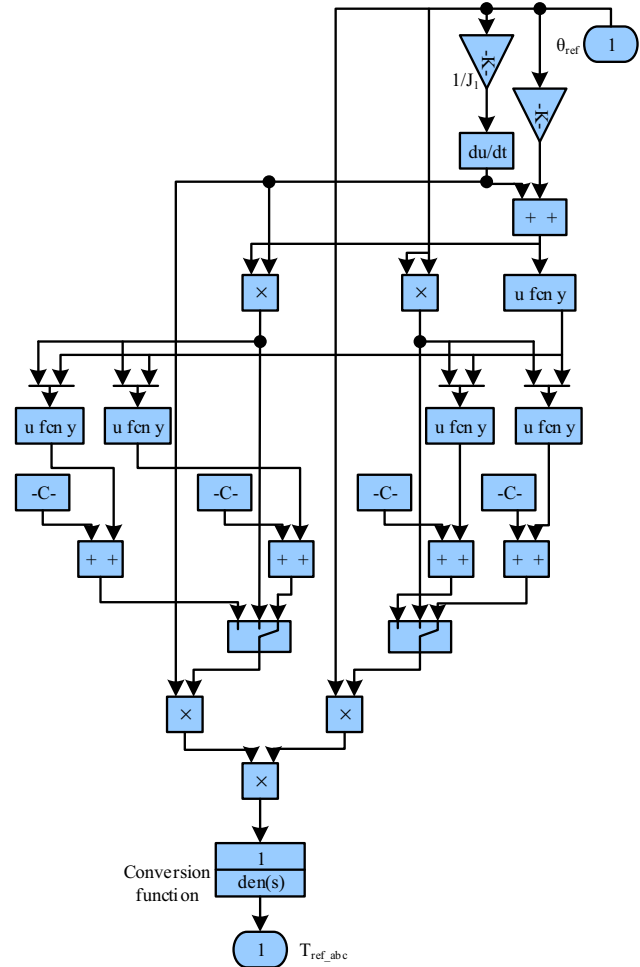 θref
1
-K-
1/J1
-K-
du/dt
+ +
×
×
u fcn y
u fcn y
u fcn y
u fcn y
u fcn y
-C-
-C-
-C-
-C-
+ +
+ +
+ +
+ +
×
×
×
Conversion
function
1
den(s)
1
Tref_abc